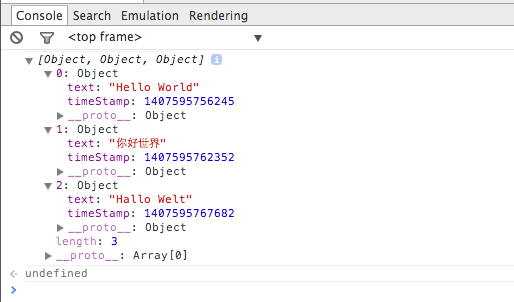 Console Search Emulation Rendering
<top frame>
[Object, Object, Object]
0: Object
text: "Hello World"
timeStamp: 1407595756245
__proto__: Object
1: Object
text: "你好世界"
timeStamp: 1407595762352
__proto__: Object
2: Object
text: "Hallo Welt"
timeStamp: 1407595767682
__proto__: Object
length: 3
__proto__: Array[0]
undefined